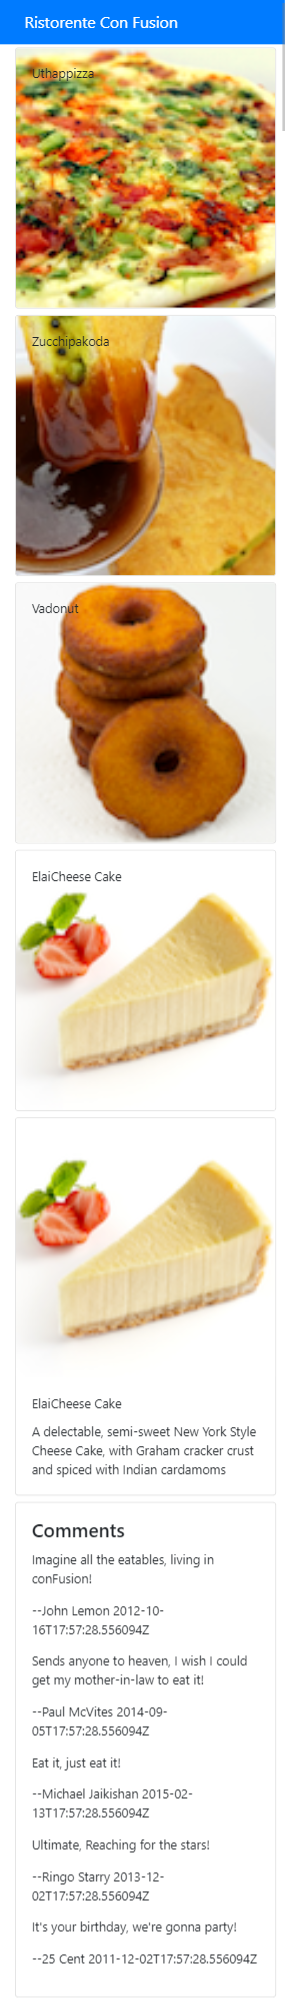 Ristorente Con Fusion
Uthappizza
Zucchipakoda
Vadonut
ElaiCheese Cake
ElaiCheese Cake
A delectable, semi-sweet New York Style
Cheese Cake, with Graham cracker crust
and spiced with Indian cardamoms
Comments
Imagine all the eatables, living in
conFusion!
--John Lemon 2012-10-
16T17:57:28.556094Z
Sends anyone to heaven, I wish I could
get my mother-in-law to eat it!
--Paul McVites 2014-09-
05T17:57:28.556094Z
Eat it, just eat it!
--Michael Jaikishan 2015-02-
13T17:57:28.556094Z
Ultimate, Reaching for the stars!
--Ringo Starry 2013-12-
02T17:57:28.556094Z
It's your birthday, we're gonna party!
--25 Cent 2011-12-02T17:57:28.556094Z